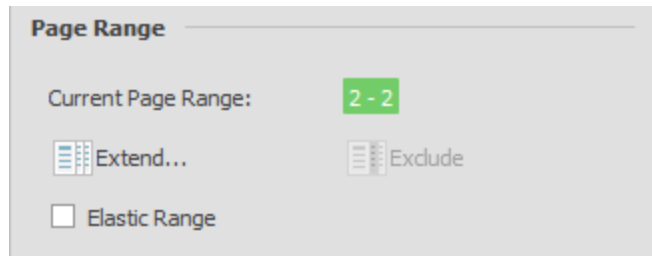 Page Range
Current Page Range: 2 - 2
Extend... Exclude
Elastic Range